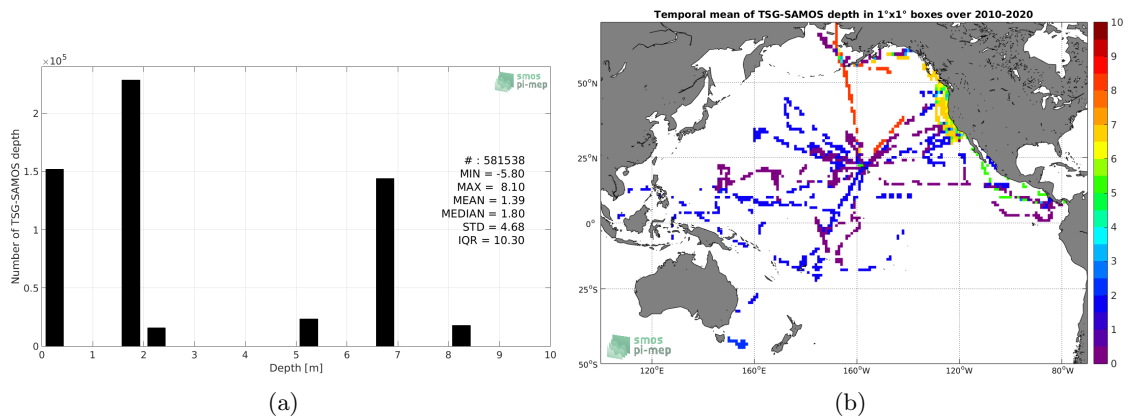 ×10⁵
2
1.5
1
0.5
0
0 1 2 3 4 5 6 7 8 9 10
Number of TSG-SAMOS depth
Depth [m]
smos
pi-mep
# : 581538
MIN = -5.80
MAX = 8.10
MEAN = 1.39
MEDIAN = 1.80
STD = 4.68
IQR = 10.30
(a)
Temporal mean of TSG-SAMOS depth in 1°x1° boxes over 2010-2020
50°N
25°N
0°
25°S
50°S
120°E 160°E 160°W 120°W 80°W
smos
pi-mep
10
9
8
7
6
5
4
3
2
1
0
(b)